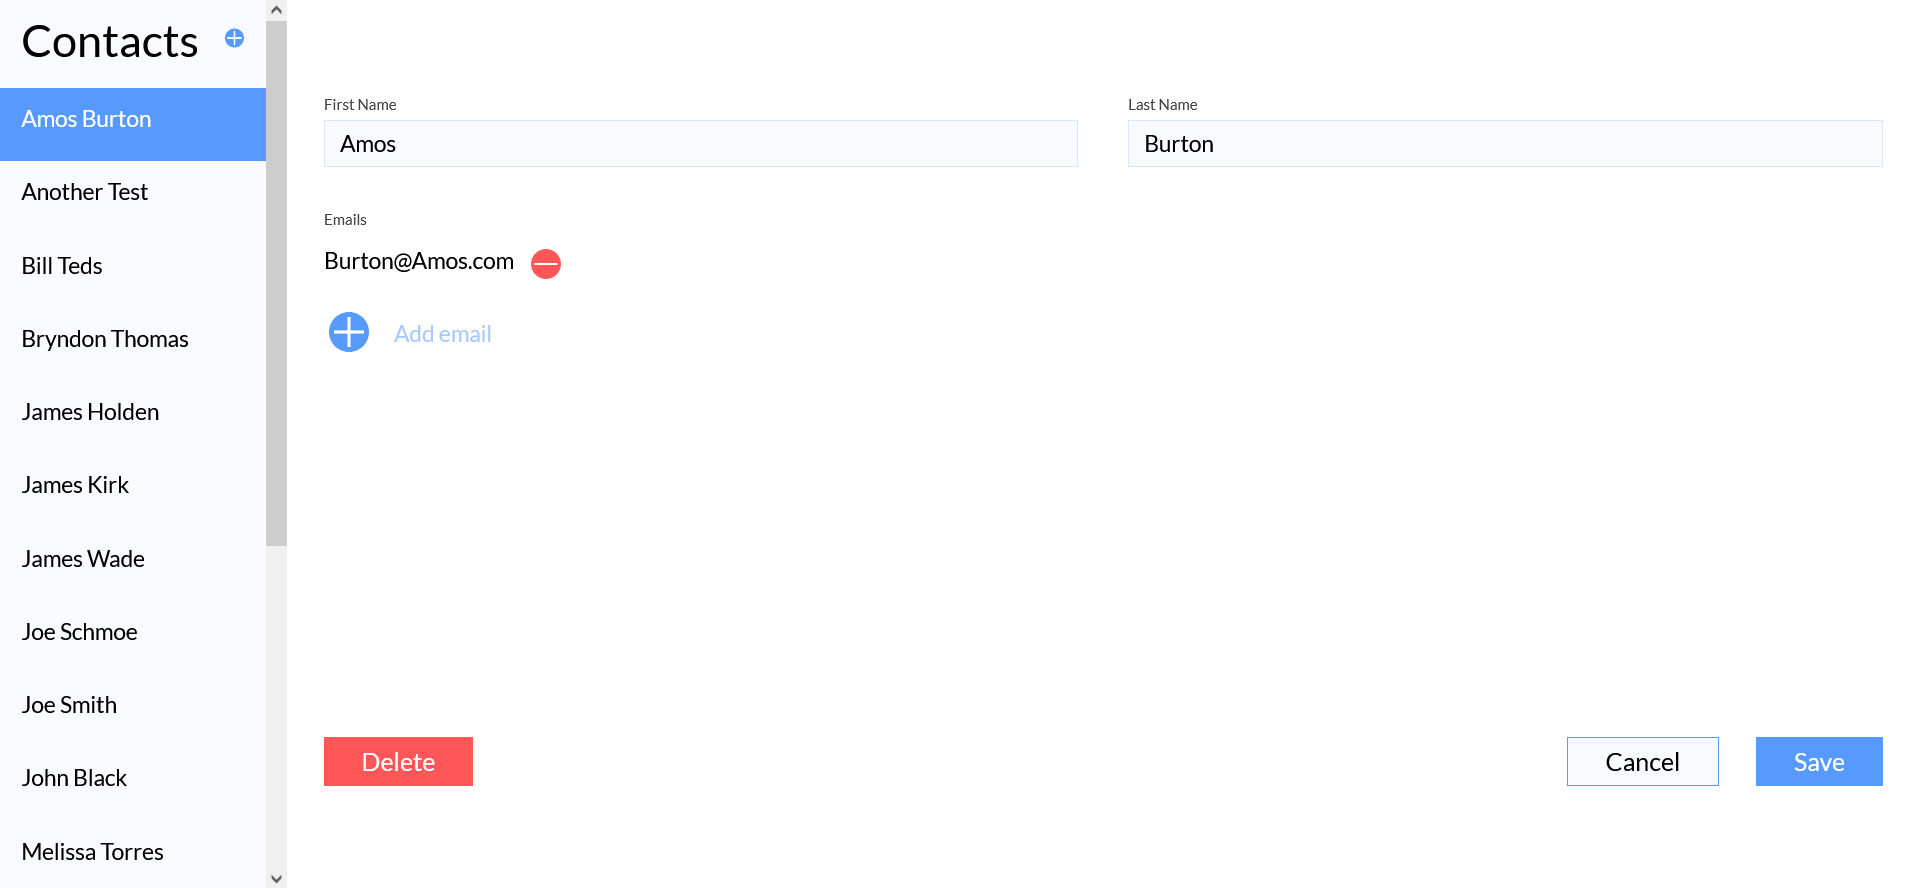 Contacts
Amos Burton
Another Test
Bill Teds
Bryndon Thomas
James Holden
James Kirk
James Wade
Joe Schmoe
Joe Smith
John Black
Melissa Torres
First Name
Amos
Last Name
Burton
Emails
Burton@Amos.com
Add email
Delete
Cancel
Save